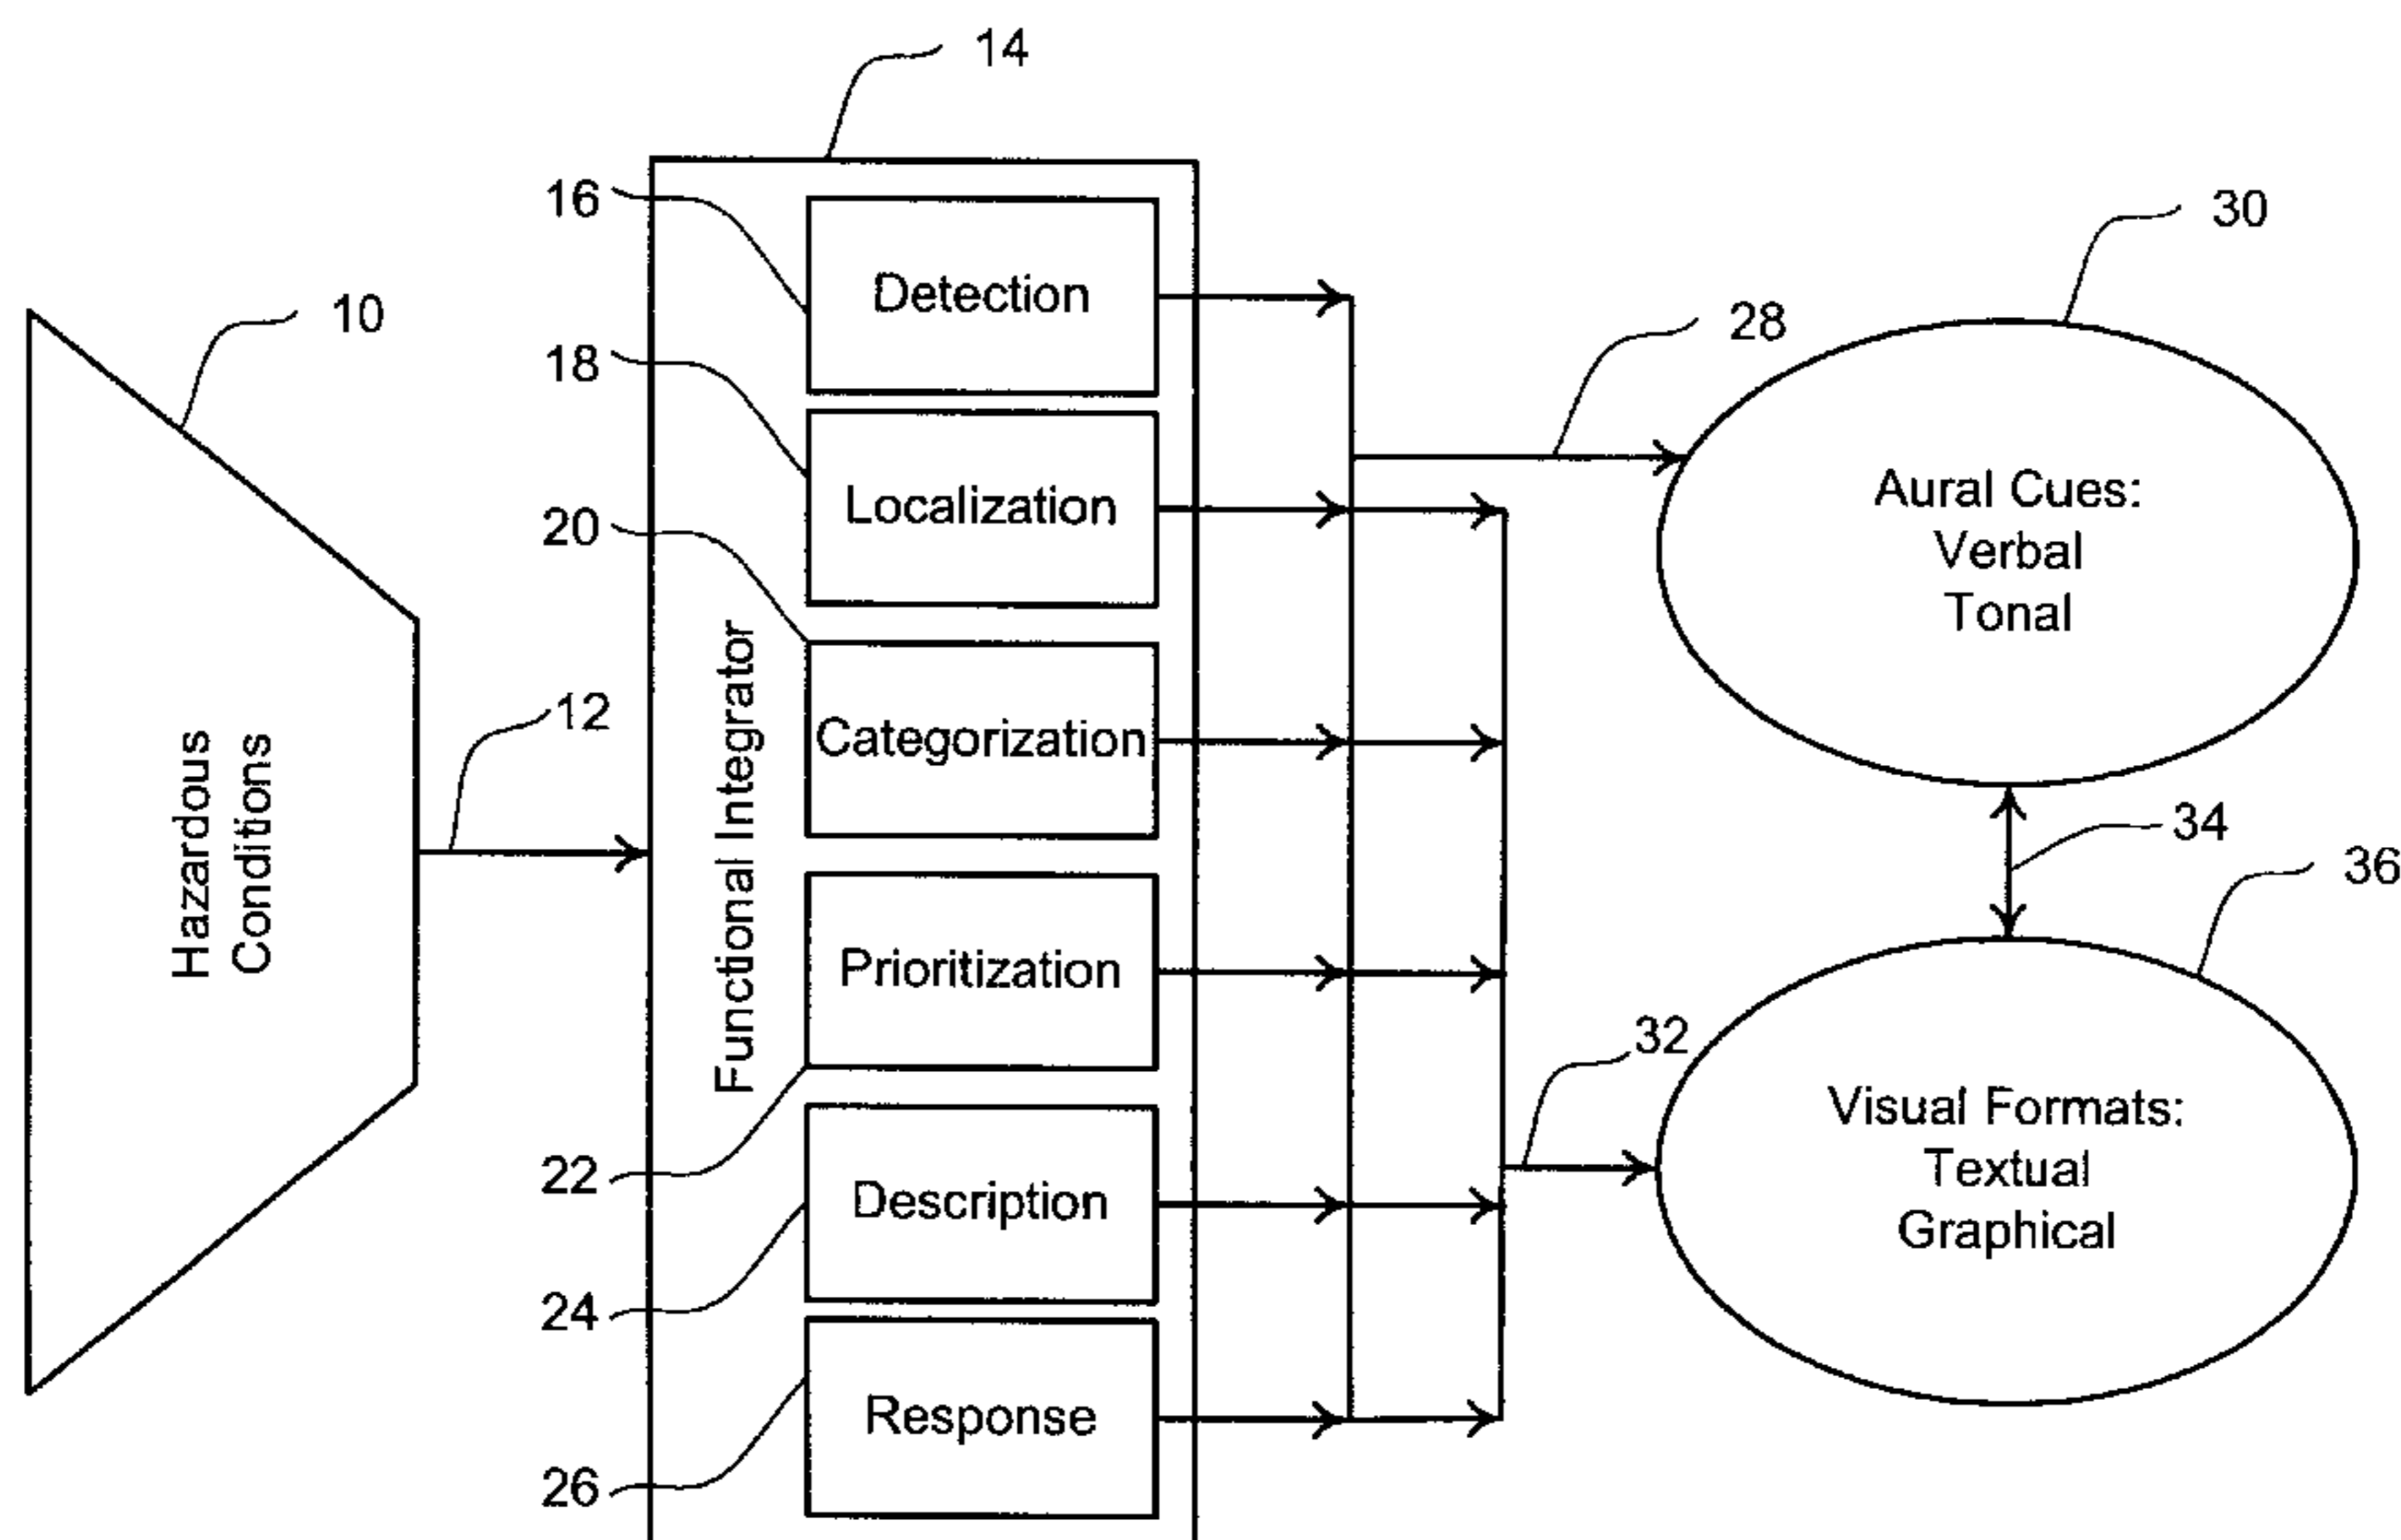 14
16
Detection
30
10
28
18
Localization
Aural Cues:
Verbal
Tonal
20
12
Categorization
Hazardous
Conditions
Functional Integrator
34
36
Prioritization
32
22
Description
Visual Formats:
Textual
Graphical
24
Response
26